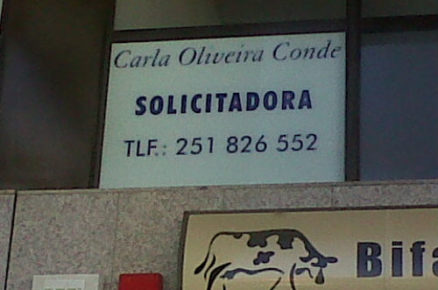 Carla Oliveira Conde
SOLICITADORA
TLF.: 251 826 552
Bifa